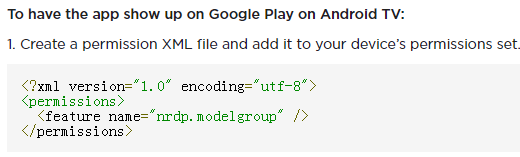 To have the app show up on Google Play on Android TV:
1. Create a permission XML file and add it to your device's permissions set.
<?xml version="1.0" encoding="utf-8">
<permissions>
<feature name="nrdp.modelgroup" />
</permissions>